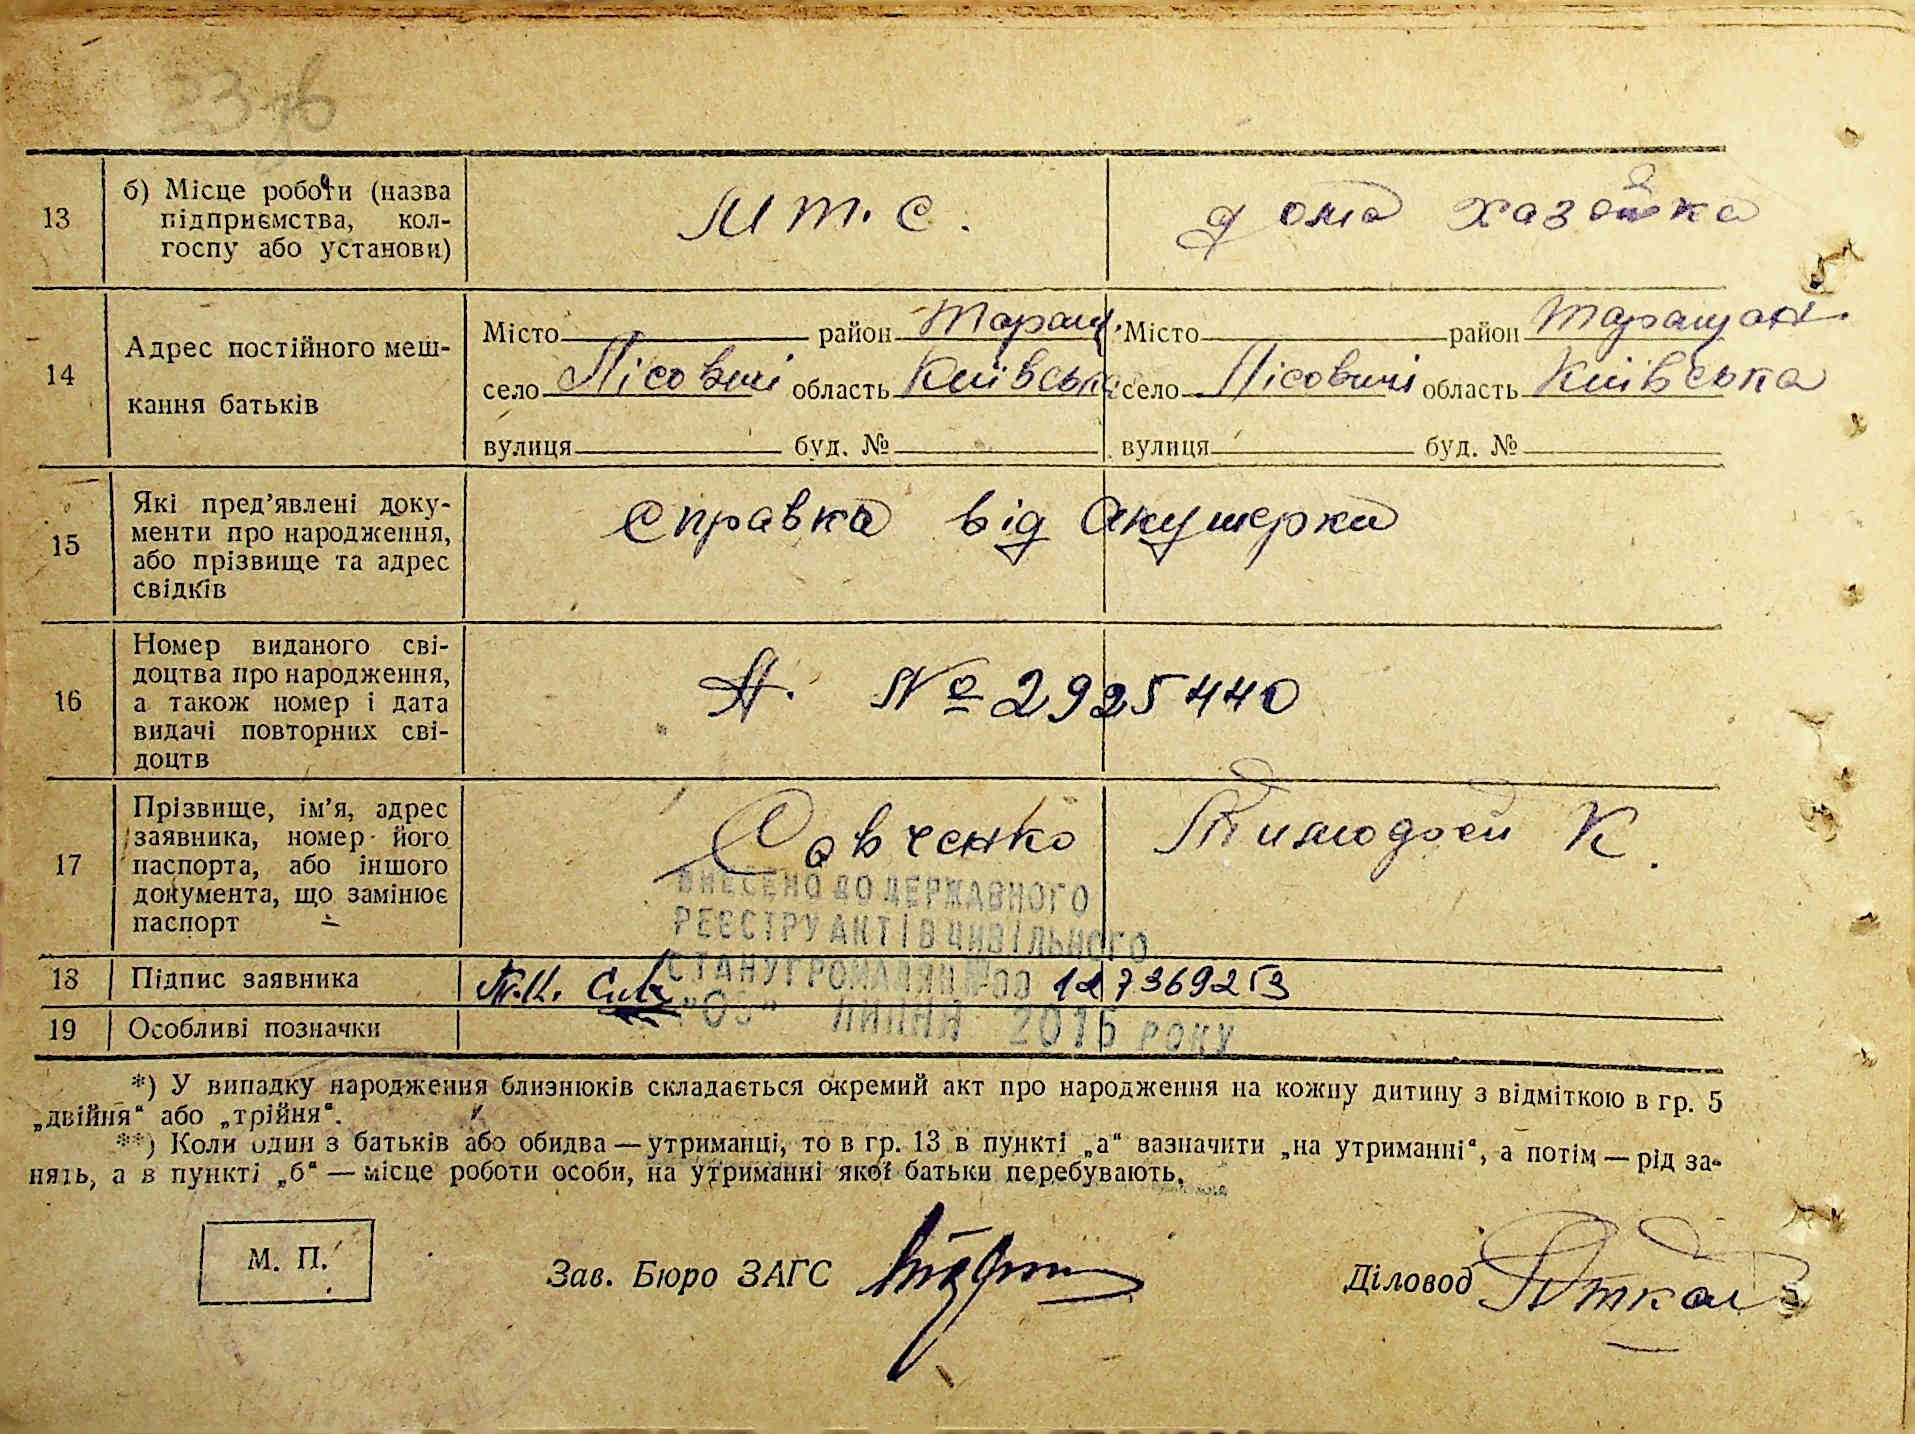 23 зв
13
б) Місце роботи (назва
підприємства, кол-
госпу або установи)
М т. с.
дома хазяйка
14
Адрес постійного меш-
кання батьків
Місто район Таращ.
село Лісовичі область Київська
вулиця буд. №
Місто район Таращан.
село Лісовичі область Київська
вулиця буд. №
15
Які пред’явлені доку-
менти про народження,
або прізвище та адрес
свідків
справка від акушерки
16
Номер виданого сві-
доцтва про народження,
а також номер і дата
видачі повторних сві-
доцтв
А. № 2925440
17
Прізвище, ім’я, адрес
заявника, номер його
паспорта, або іншого
документа, що замінює
паспорт
Савченко Тимофій К.
ВНЕСЕНО ДО ДЕРЖАВНОГО
РЕЄСТРУ АКТІВ ЦИВІЛЬНОГО
СТАНУ ГРОМАДЯН № 00 127369253
"03" ЛИПНЯ 2015 РОКУ
18
Підпис заявника
19
Особливі позначки
*) У випадку народження близнюків складається окремий акт про народження на кожну дитину з відміткою в гр. 5
„двійня“ або „трійня“.
**) Коли один з батьків або обидва — утриманці, то в гр. 13 в пункті „а“ зазначити „на утриманні“, а потім — рід за-
нять, а в пункті „б“ — місце роботи особи, на утриманні якої батьки перебувають.
М. П.
Зав. Бюро ЗАГС
Діловод